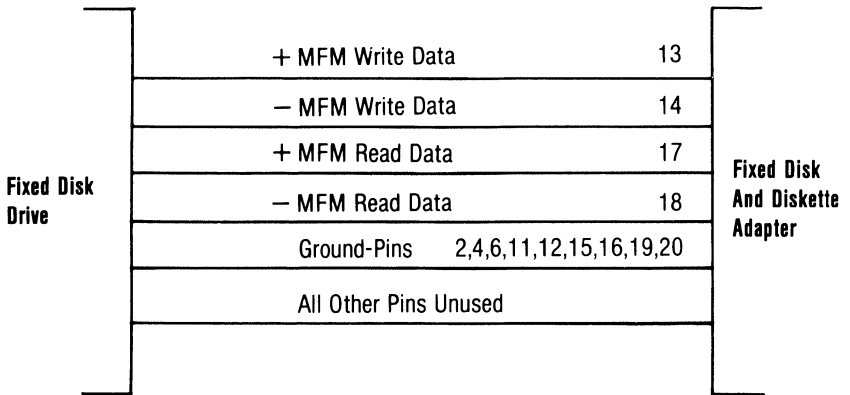 + MFM Write Data 13
− MFM Write Data 14
+ MFM Read Data 17
− MFM Read Data 18
Ground-Pins 2,4,6,11,12,15,16,19,20
All Other Pins Unused
Fixed Disk
Drive
Fixed Disk
And Diskette
Adapter